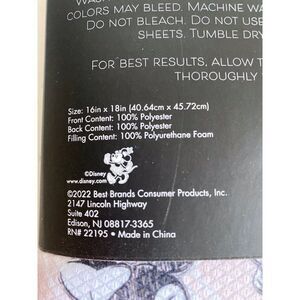 COLORS MAY BLEED. MACHINE WA
DO NOT BLEACH. DO NOT USE
SHEETS. TUMBLE DRY
FOR BEST RESULTS, ALLOW T
THOROUGHLY
Size: 16in x 18in (40.64cm x 45.72cm)
Front Content: 100% Polyester
Back Content: 100% Polyester
Filling Content: 100% Polyurethane Foam
©Disney
www.disney.com
©2022 Best Brands Consumer Products, Inc.
2147 Lincoln Highway
Suite 402
Edison, NJ 08817-3365
RN# 22195 • Made in China